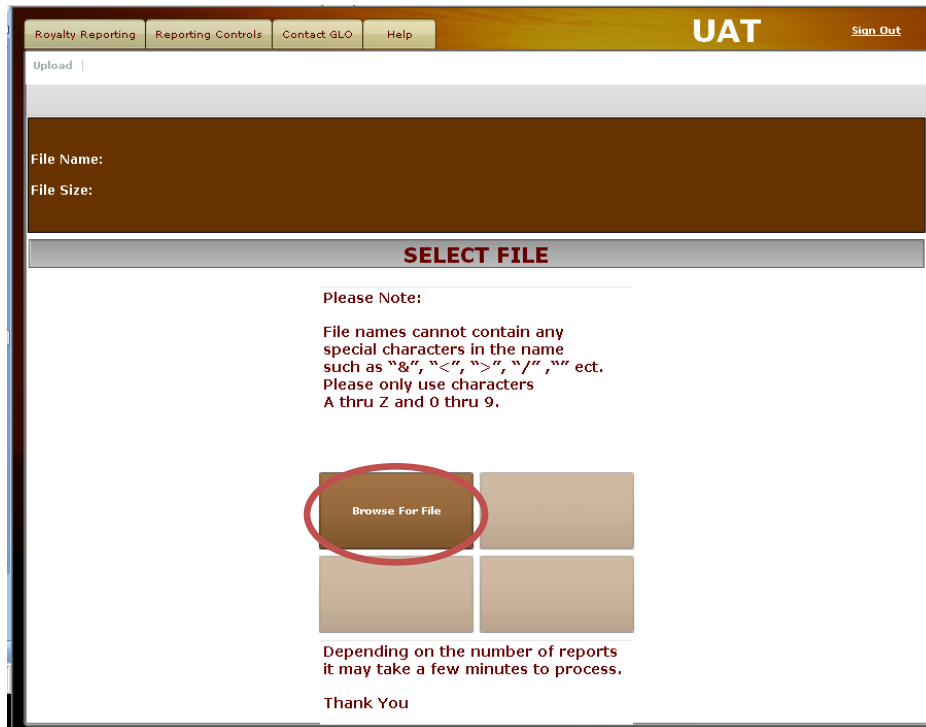 Royalty Reporting Reporting Controls Contact GLO Help UAT Sign Out
Upload |
File Name:
File Size:
SELECT FILE
Please Note:
File names cannot contain any
special characters in the name
such as “&”, “<”, “>”, “/” ,“” ect.
Please only use characters
A thru Z and 0 thru 9.
Browse For File
Depending on the number of reports
it may take a few minutes to process.
Thank You